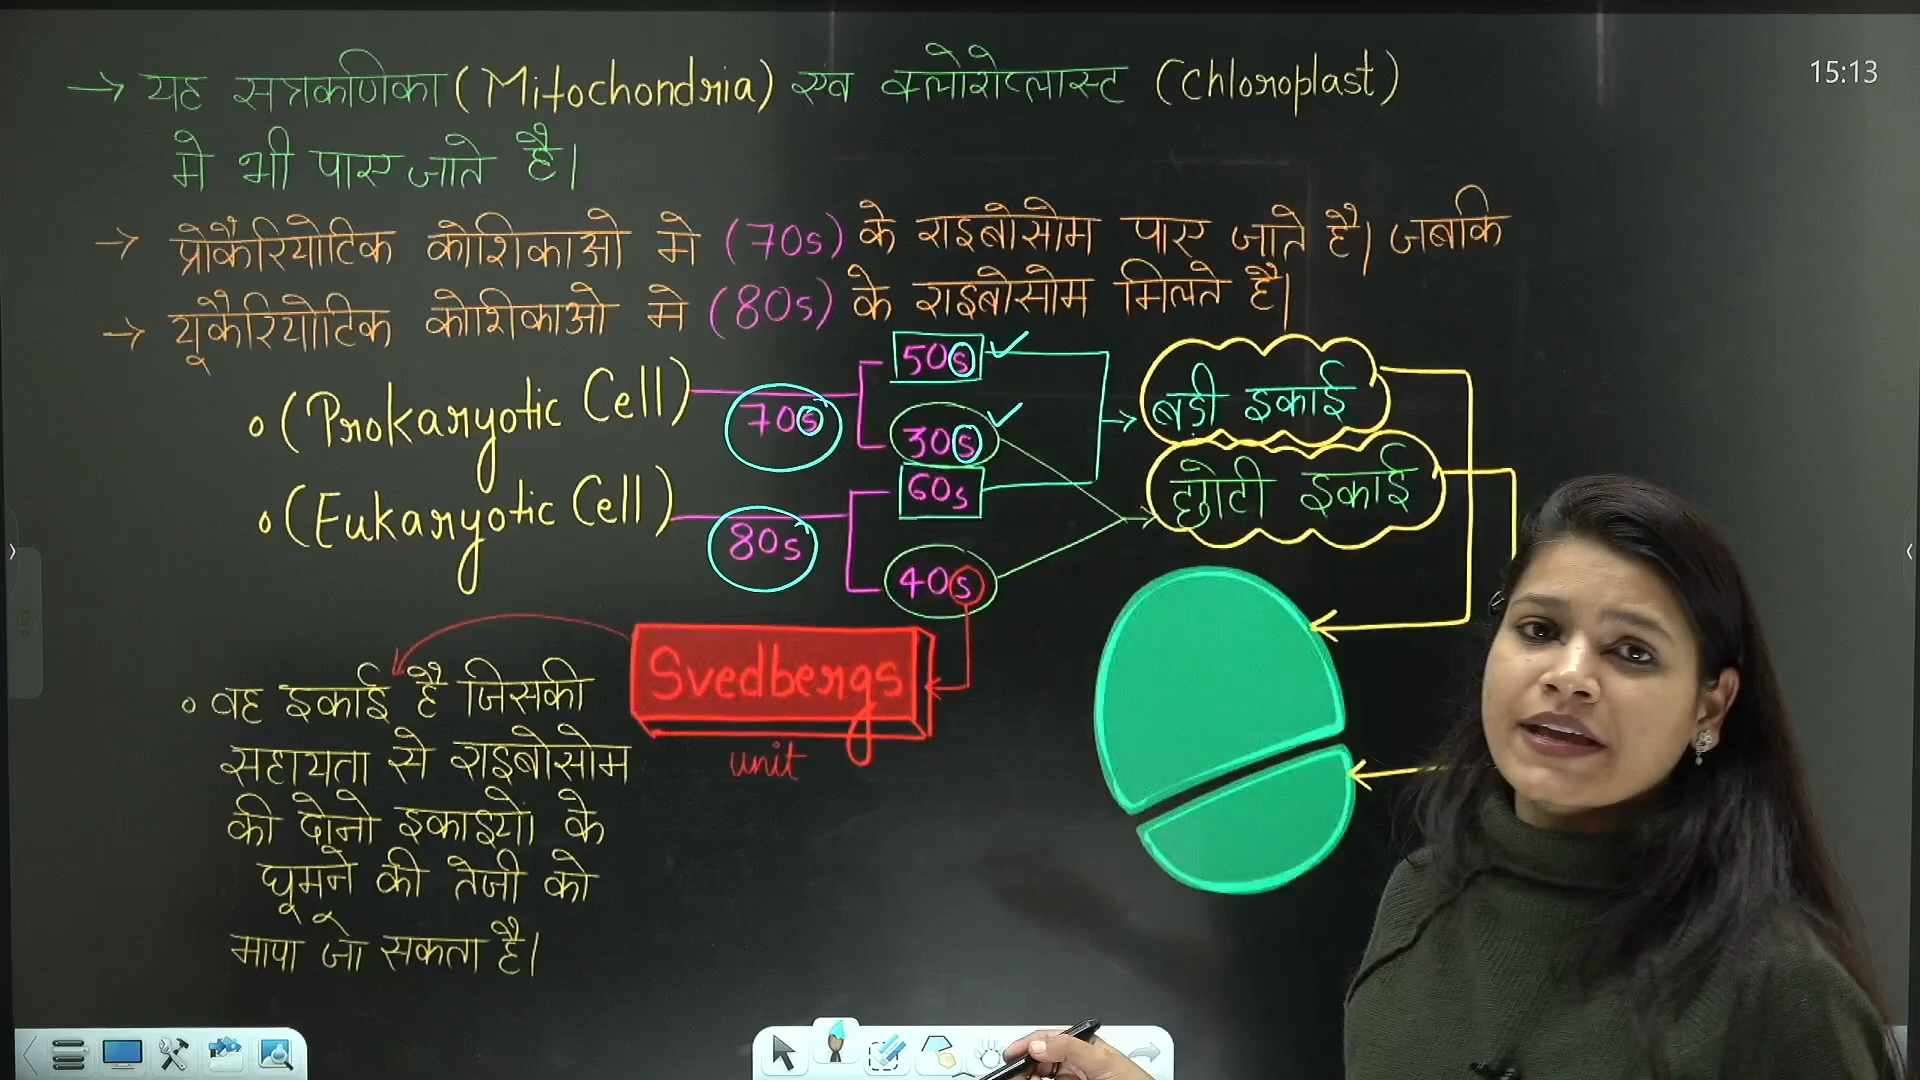 15:13
→ यह सूत्रकणिका (Mitochondria) एवं क्लोरोप्लास्ट (Chloroplast)
मे भी पाए जाते है।
→ प्रोकैरियोटिक कोशिकाओ मे (70s) के राइबोसोम पाए जाते है। जबकि
→ यूकैरियोटिक कोशिकाओ मे (80s) के राइबोसोम मिलते है।
(Prokaryotic Cell) 70s 50s 30s बड़ी इकाई
(Eukaryotic Cell) 80s 60s 40s छोटी इकाई
Svedbergs
unit
वह इकाई है जिसकी
सहायता से राइबोसोम
की दोनो इकाइयो के
घूमने की तेजी को
मापा जा सकता है।